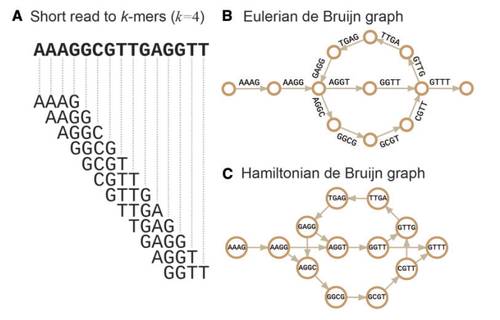 A Short read to k-mers (k=4)
AAAGGCGTTGAGGTT
AAAG
AAGG
AGGC
GGCG
GCGT
CGTT
GTTG
TTGA
TGAG
GAGG
AGGT
GGTT
B Eulerian de Bruijn graph
TGAG TTGA
GAGG GTTG
AAAG AAGG AGGT GGTT GTTT
AGGC CGTT
GGCG GCGT
C Hamiltonian de Bruijn graph
TGAG TTGA
GAGG GTTG
AAAG AAGG AGGT GGTT GTTT
AGGC CGTT
GGCG GCGT